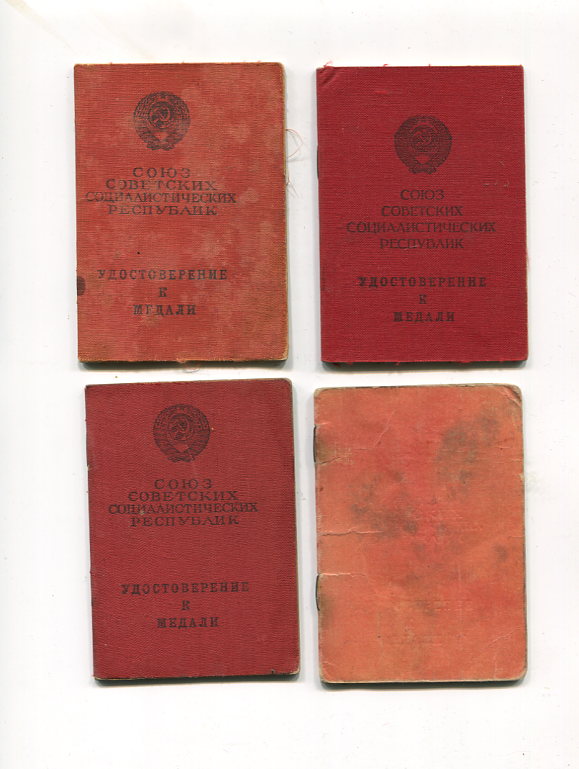 СОЮЗ
СОВЕТСКИХ
СОЦИАЛИСТИЧЕСКИХ
РЕСПУБЛИК
УДОСТОВЕРЕНИЕ
К
МЕДАЛИ
СОЮЗ
СОВЕТСКИХ
СОЦИАЛИСТИЧЕСКИХ
РЕСПУБЛИК
УДОСТОВЕРЕНИЕ
К
МЕДАЛИ
СОЮЗ
СОВЕТСКИХ
СОЦИАЛИСТИЧЕСКИХ
РЕСПУБЛИК
УДОСТОВЕРЕНИЕ
К
МЕДАЛИ